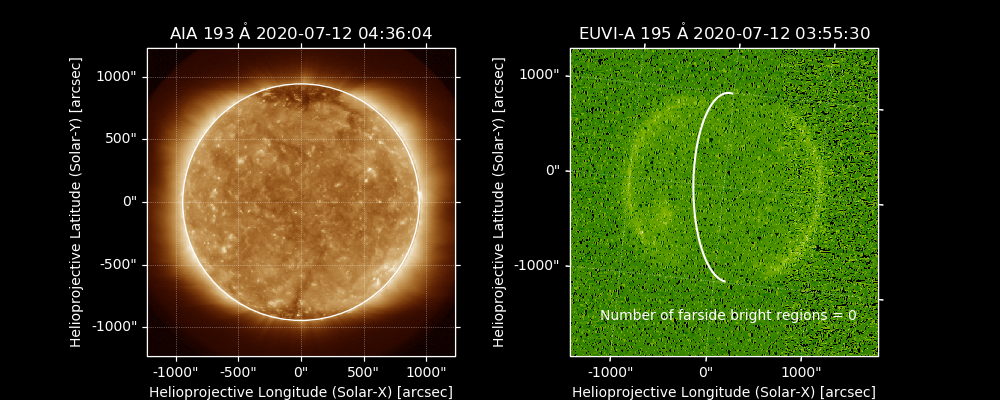 AIA 193 Å 2020-07-12 04:36:04
1000"
500"
0"
-500"
-1000"
Helioprojective Latitude (Solar-Y) [arcsec]
-1000" -500" 0" 500" 1000"
Helioprojective Longitude (Solar-X) [arcsec]
EUVI-A 195 Å 2020-07-12 03:55:30
1000"
0"
-1000"
Helioprojective Latitude (Solar-Y) [arcsec]
Number of farside bright regions = 0
-1000" 0" 1000"
Helioprojective Longitude (Solar-X) [arcsec]